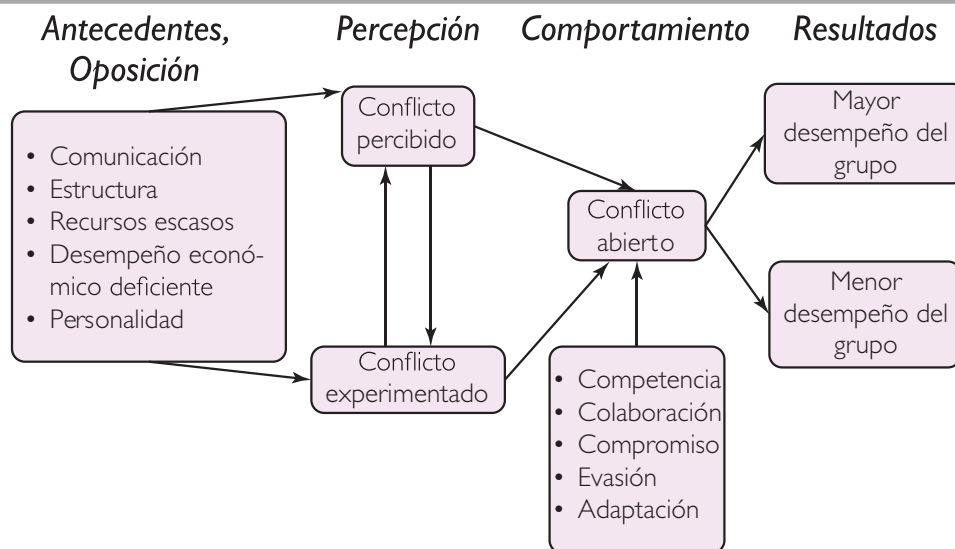 Antecedentes,
Oposición
Percepción
Comportamiento
Resultados
• Comunicación
• Estructura
• Recursos escasos
• Desempeño econó-
mico deficiente
• Personalidad
Conflicto
percibido
Conflicto
experimentado
Conflicto
abierto
• Competencia
• Colaboración
• Compromiso
• Evasión
• Adaptación
Mayor
desempeño del
grupo
Menor
desempeño del
grupo